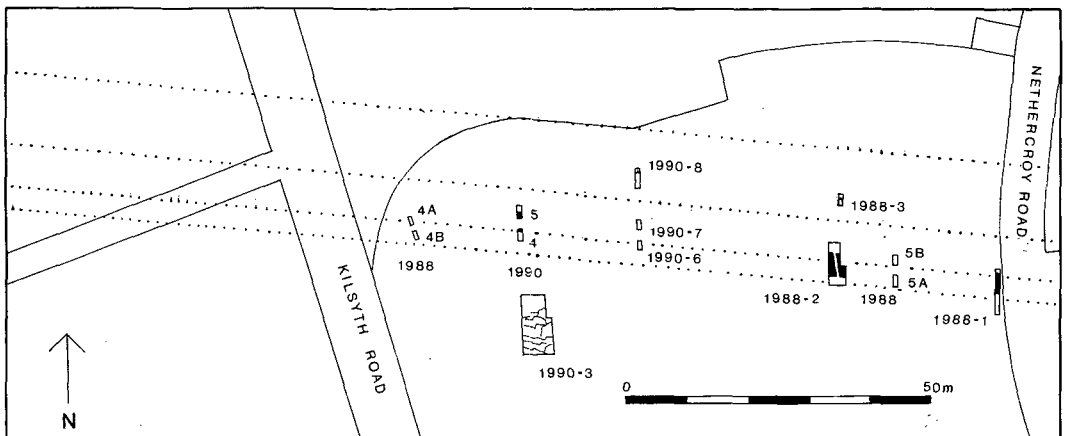 NETHERCROY ROAD
1990-8
1988-3
4A
5
4B
4
1990-7
1990-6
5B
1988
1990
1988-2
1988
5A
1988-1
KILSYTH ROAD
1990-3
0
50m
N